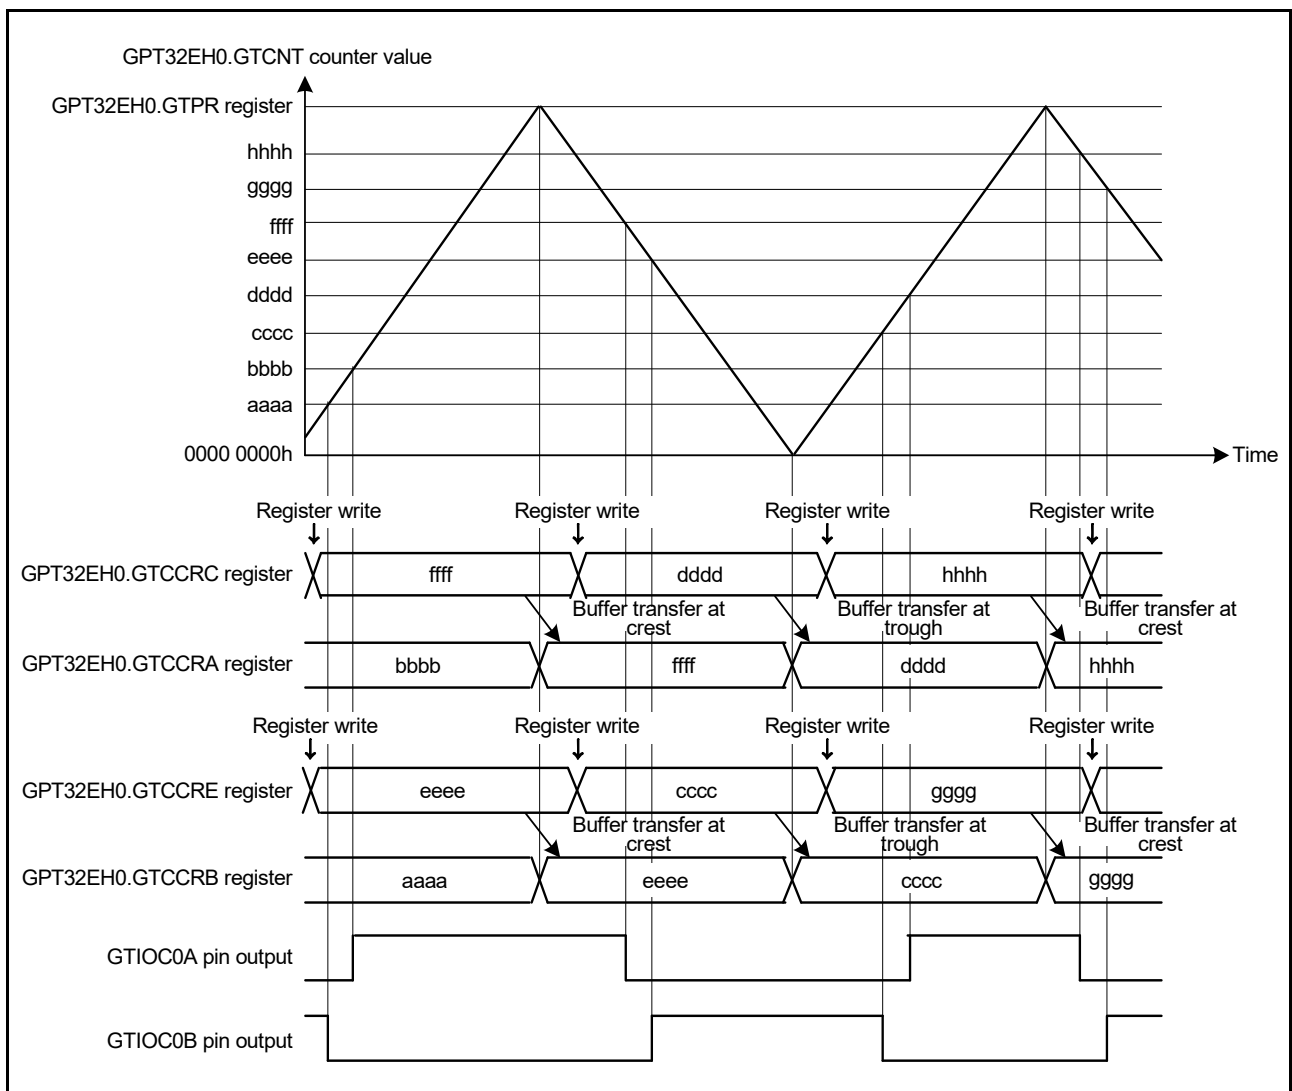 GPT32EH0.GTCNT counter value
GPT32EH0.GTPR register
hhhh
gggg
ffff
eeee
dddd
cccc
bbbb
aaaa
0000 0000h
Time
Register write Register write Register write Register write
GPT32EH0.GTCCRC register ffff dddd hhhh
Buffer transfer at crest Buffer transfer at trough Buffer transfer at crest
GPT32EH0.GTCCRA register bbbb ffff dddd hhhh
Register write Register write Register write Register write
GPT32EH0.GTCCRE register eeee cccc gggg
Buffer transfer at crest Buffer transfer at trough Buffer transfer at crest
GPT32EH0.GTCCRB register aaaa eeee cccc gggg
GTIOC0A pin output
GTIOC0B pin output